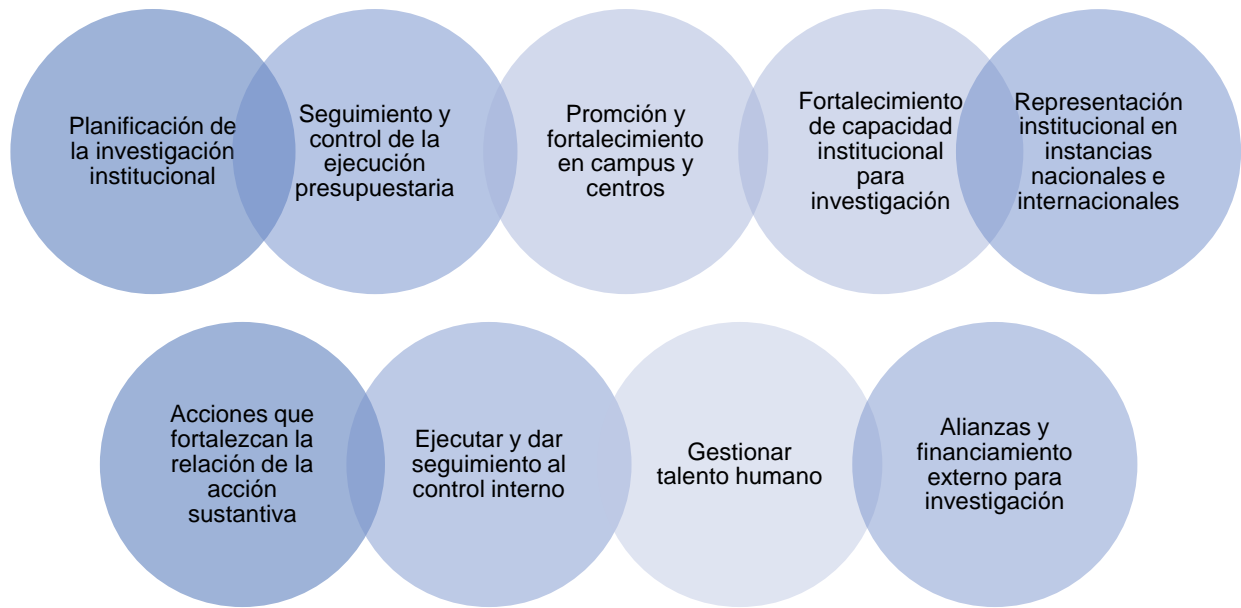 Planificación de
la investigación
institucional
Seguimiento y
control de la
ejecución
presupuestaria
Promción y
fortalecimiento
en campus y
centros
Fortalecimiento
de capacidad
institucional
para
investigación
Representación
institucional en
instancias
nacionales e
internacionales
Acciones que
fortalezcan la
relación de la
acción
sustantiva
Ejecutar y dar
seguimiento al
control interno
Gestionar
talento humano
Alianzas y
financiamiento
externo para
investigación